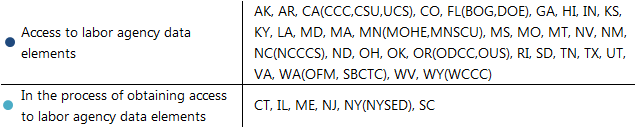 Access to labor agency data
elements
AK, AR, CA(CCC,CSU,UCS), CO, FL(BOG,DOE), GA, HI, IN, KS,
KY, LA, MD, MA, MN(MOHE,MNSCU), MS, MO, MT, NV, NM,
NC(NCCCS), ND, OH, OK, OR(ODCC,OUS), RI, SD, TN, TX, UT,
VA, WA(OFM, SBCTC), WV, WY(WCCC)
In the process of obtaining access
to labor agency data elements
CT, IL, ME, NJ, NY(NYSED), SC